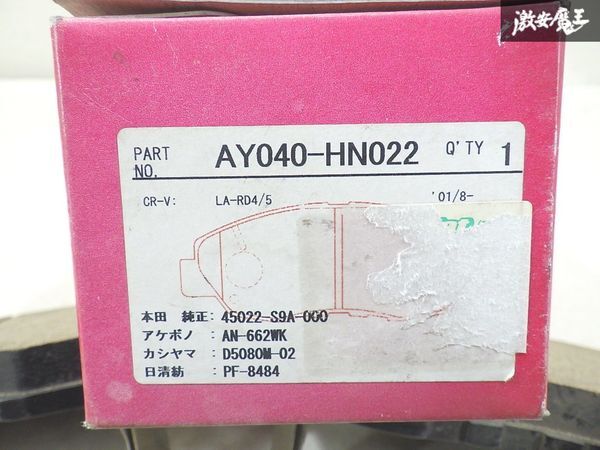 激安魔王
PART NO. AY040-HN022 Q'TY 1
CR-V: LA-RD4/5 '01/8-
本田 純正: 45022-S9A-000
アケボノ : AN-662WK
カシヤマ : D5080M-02
日清紡 : PF-8484